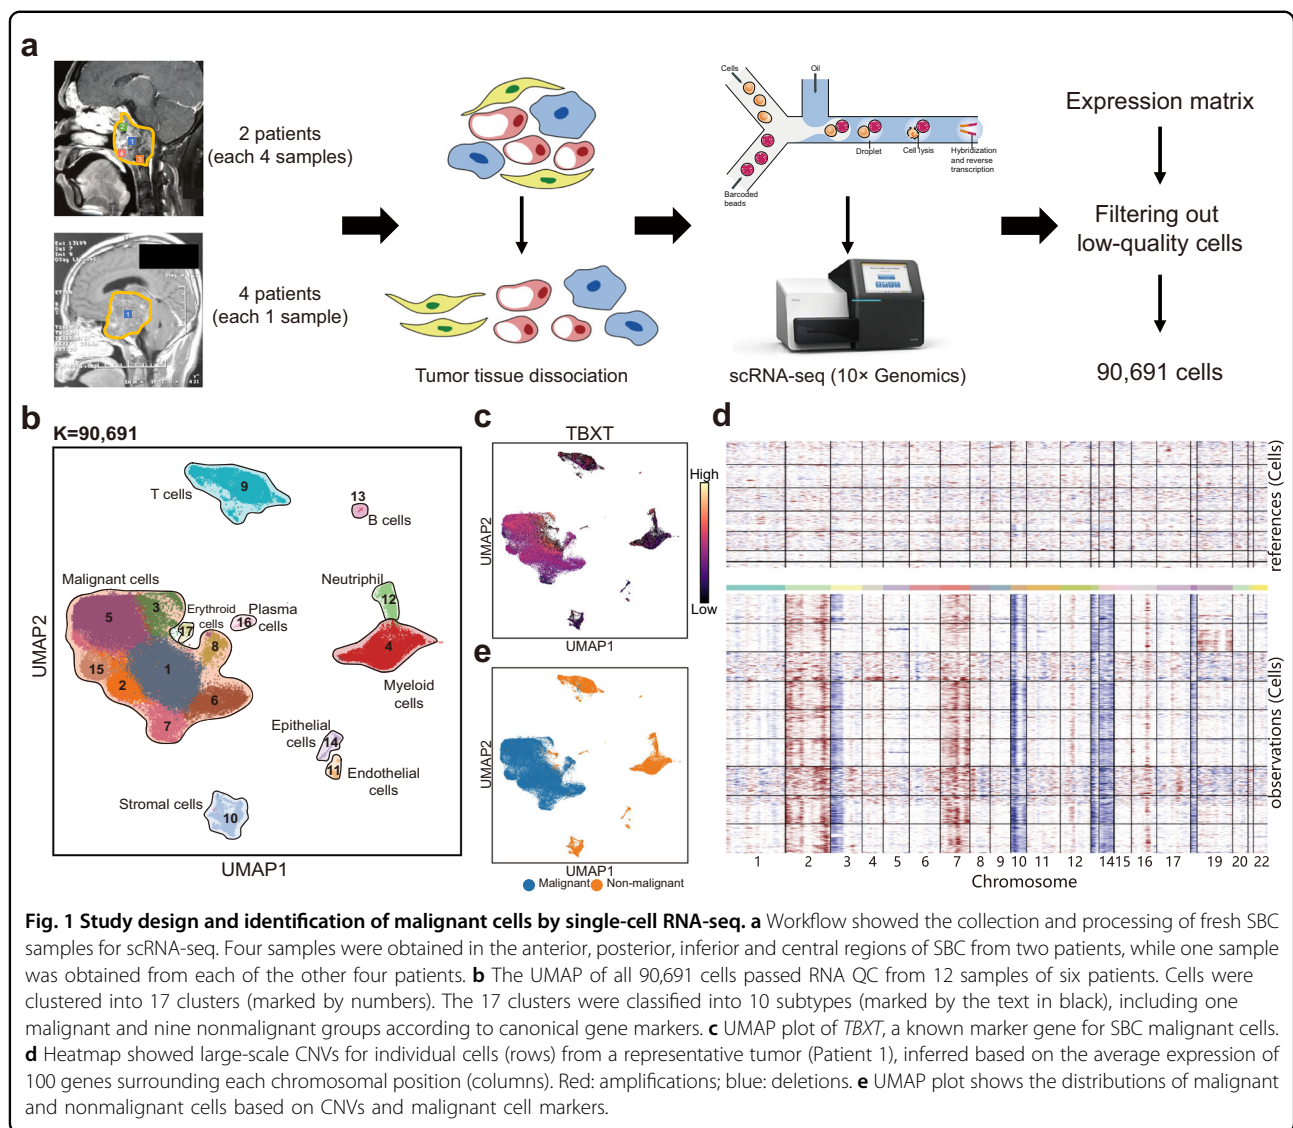 a
2 patients
(each 4 samples)
4 patients
(each 1 sample)
Tumor tissue dissociation
Cells
Oil
Droplet
Cell lysis
Hybridization
and reverse
transcription
Barcoded
beads
scRNA-seq (10× Genomics)
Expression matrix
Filtering out
low-quality cells
90,691 cells
b
K=90,691
T cells
9
13
B cells
Malignant cells
5
3
Erythroid
cells
17
Plasma
cells
16
8
Neutriphil
12
1
15
2
6
7
4
Myeloid
cells
Epithelial
cells
14
11
Endothelial
cells
Stromal cells
10
UMAP2
UMAP1
c
TBXT
High
Low
UMAP2
UMAP1
e
UMAP2
UMAP1
Malignant Non-malignant
d
references (Cells)
observations (Cells)
1 2 3 4 5 6 7 8 9 10 11 12 14 15 16 17 19 20 22
Chromosome
Fig. 1 Study design and identification of malignant cells by single-cell RNA-seq. a Workflow showed the collection and processing of fresh SBC
samples for scRNA-seq. Four samples were obtained in the anterior, posterior, inferior and central regions of SBC from two patients, while one sample
was obtained from each of the other four patients. b The UMAP of all 90,691 cells passed RNA QC from 12 samples of six patients. Cells were
clustered into 17 clusters (marked by numbers). The 17 clusters were classified into 10 subtypes (marked by the text in black), including one
malignant and nine nonmalignant groups according to canonical gene markers. c UMAP plot of TBXT, a known marker gene for SBC malignant cells.
d Heatmap showed large-scale CNVs for individual cells (rows) from a representative tumor (Patient 1), inferred based on the average expression of
100 genes surrounding each chromosomal position (columns). Red: amplifications; blue: deletions. e UMAP plot shows the distributions of malignant
and nonmalignant cells based on CNVs and malignant cell markers.